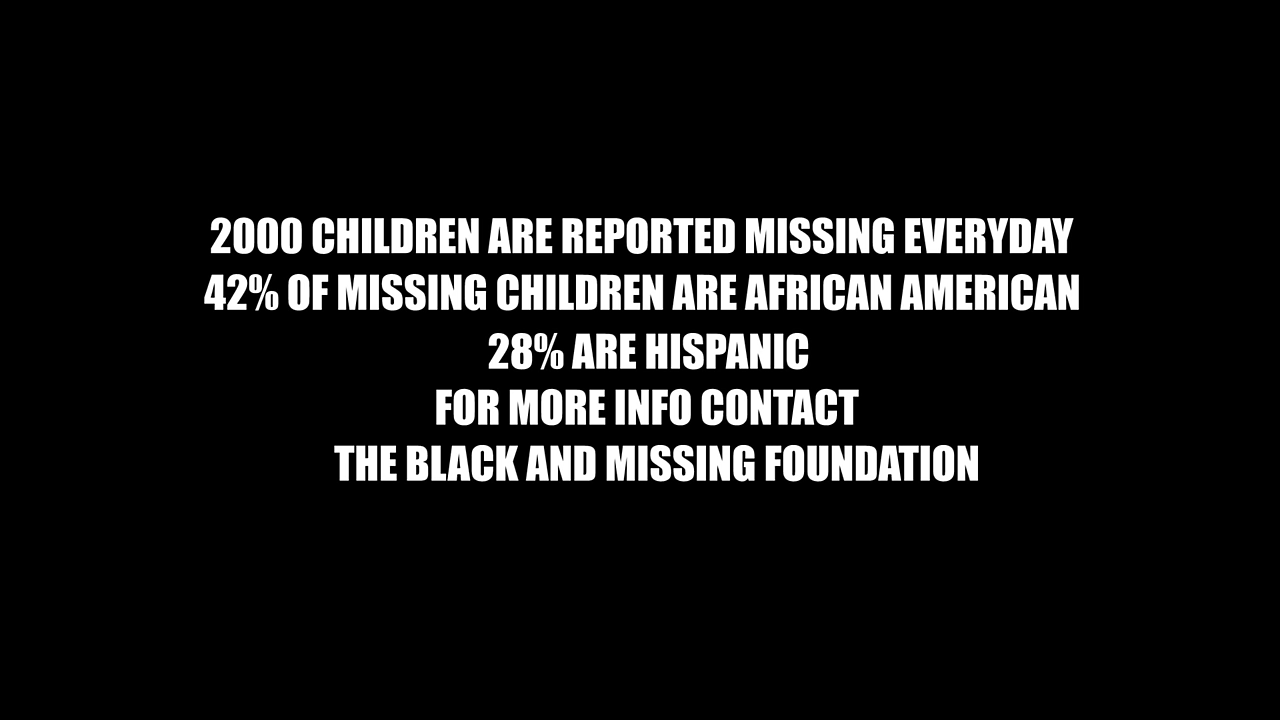 2000 CHILDREN ARE REPORTED MISSING EVERYDAY
42% OF MISSING CHILDREN ARE AFRICAN AMERICAN
28% ARE HISPANIC
FOR MORE INFO CONTACT
THE BLACK AND MISSING FOUNDATION